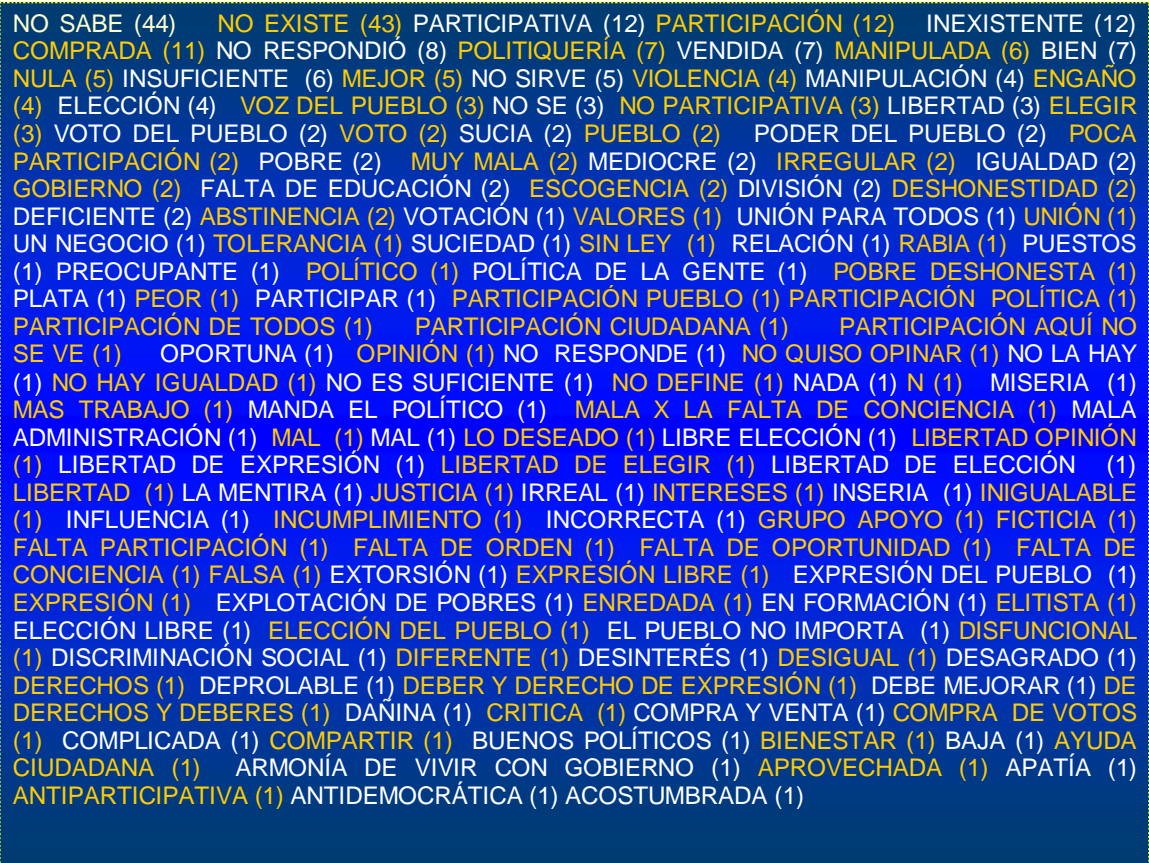 NO SABE (44) NO EXISTE (43) PARTICIPATIVA (12) PARTICIPACIÓN (12) INEXISTENTE (12)
COMPRADA (11) NO RESPONDIÓ (8) POLITIQUERÍA (7) VENDIDA (7) MANIPULADA (6) BIEN (7)
NULA (5) INSUFICIENTE (6) MEJOR (5) NO SIRVE (5) VIOLENCIA (4) MANIPULACIÓN (4) ENGAÑO
(4) ELECCIÓN (4) VOZ DEL PUEBLO (3) NO SE (3) NO PARTICIPATIVA (3) LIBERTAD (3) ELEGIR
(3) VOTO DEL PUEBLO (2) VOTO (2) SUCIA (2) PUEBLO (2) PODER DEL PUEBLO (2) POCA
PARTICIPACIÓN (2) POBRE (2) MUY MALA (2) MEDIOCRE (2) IRREGULAR (2) IGUALDAD (2)
GOBIERNO (2) FALTA DE EDUCACIÓN (2) ESCOGENCIA (2) DIVISIÓN (2) DESHONESTIDAD (2)
DEFICIENTE (2) ABSTINENCIA (2) VOTACIÓN (1) VALORES (1) UNIÓN PARA TODOS (1) UNIÓN (1)
UN NEGOCIO (1) TOLERANCIA (1) SUCIEDAD (1) SIN LEY (1) RELACIÓN (1) RABIA (1) PUESTOS
(1) PREOCUPANTE (1) POLÍTICO (1) POLÍTICA DE LA GENTE (1) POBRE DESHONESTA (1)
PLATA (1) PEOR (1) PARTICIPAR (1) PARTICIPACIÓN PUEBLO (1) PARTICIPACIÓN POLÍTICA (1)
PARTICIPACIÓN DE TODOS (1) PARTICIPACIÓN CIUDADANA (1) PARTICIPACIÓN AQUÍ NO
SE VE (1) OPORTUNA (1) OPINIÓN (1) NO RESPONDE (1) NO QUISO OPINAR (1) NO LA HAY
(1) NO HAY IGUALDAD (1) NO ES SUFICIENTE (1) NO DEFINE (1) NADA (1) N (1) MISERIA (1)
MAS TRABAJO (1) MANDA EL POLÍTICO (1) MALA X LA FALTA DE CONCIENCIA (1) MALA
ADMINISTRACIÓN (1) MAL (1) MAL (1) LO DESEADO (1) LIBRE ELECCIÓN (1) LIBERTAD OPINIÓN
(1) LIBERTAD DE EXPRESIÓN (1) LIBERTAD DE ELEGIR (1) LIBERTAD DE ELECCIÓN (1)
LIBERTAD (1) LA MENTIRA (1) JUSTICIA (1) IRREAL (1) INTERESES (1) INSERIA (1) INIGUALABLE
(1) INFLUENCIA (1) INCUMPLIMIENTO (1) INCORRECTA (1) GRUPO APOYO (1) FICTICIA (1)
FALTA PARTICIPACIÓN (1) FALTA DE ORDEN (1) FALTA DE OPORTUNIDAD (1) FALTA DE
CONCIENCIA (1) FALSA (1) EXTORSIÓN (1) EXPRESIÓN LIBRE (1) EXPRESIÓN DEL PUEBLO (1)
EXPRESIÓN (1) EXPLOTACIÓN DE POBRES (1) ENREDADA (1) EN FORMACIÓN (1) ELITISTA (1)
ELECCIÓN LIBRE (1) ELECCIÓN DEL PUEBLO (1) EL PUEBLO NO IMPORTA (1) DISFUNCIONAL
(1) DISCRIMINACIÓN SOCIAL (1) DIFERENTE (1) DESINTERÉS (1) DESIGUAL (1) DESAGRADO (1)
DERECHOS (1) DEPROLABLE (1) DEBER Y DERECHO DE EXPRESIÓN (1) DEBE MEJORAR (1) DE
DERECHOS Y DEBERES (1) DAÑINA (1) CRITICA (1) COMPRA Y VENTA (1) COMPRA DE VOTOS
(1) COMPLICADA (1) COMPARTIR (1) BUENOS POLÍTICOS (1) BIENESTAR (1) BAJA (1) AYUDA
CIUDADANA (1) ARMONÍA DE VIVIR CON GOBIERNO (1) APROVECHADA (1) APATÍA (1)
ANTIPARTICIPATIVA (1) ANTIDEMOCRÁTICA (1) ACOSTUMBRADA (1)